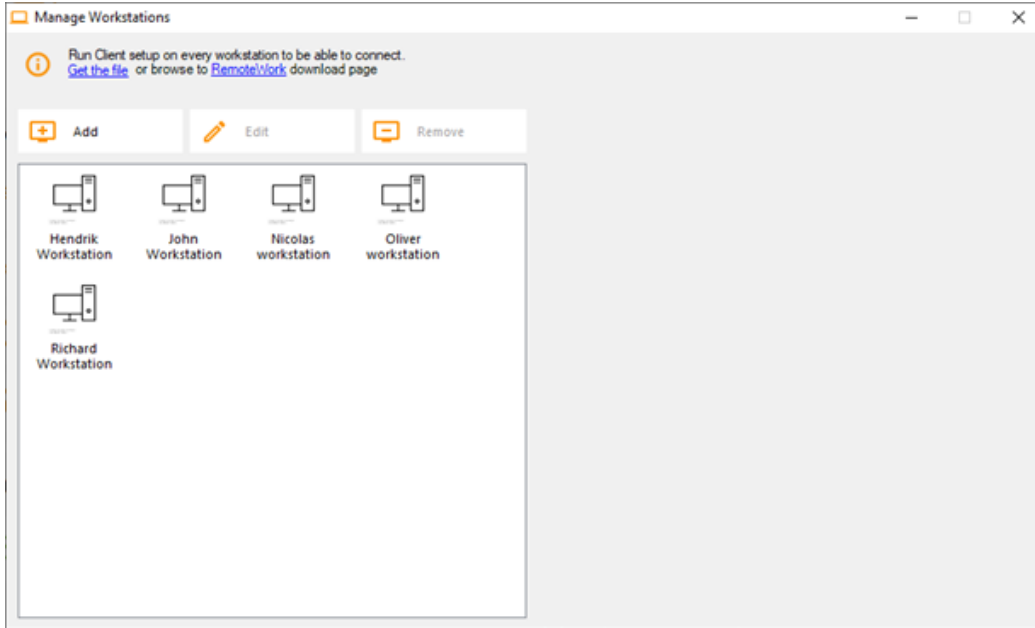 Manage Workstations
Run Client setup on every workstation to be able to connect.
Get the file or browse to RemoteWork download page
Add
Edit
Remove
Hendrik
Workstation
John
Workstation
Nicolas
workstation
Oliver
workstation
Richard
Workstation